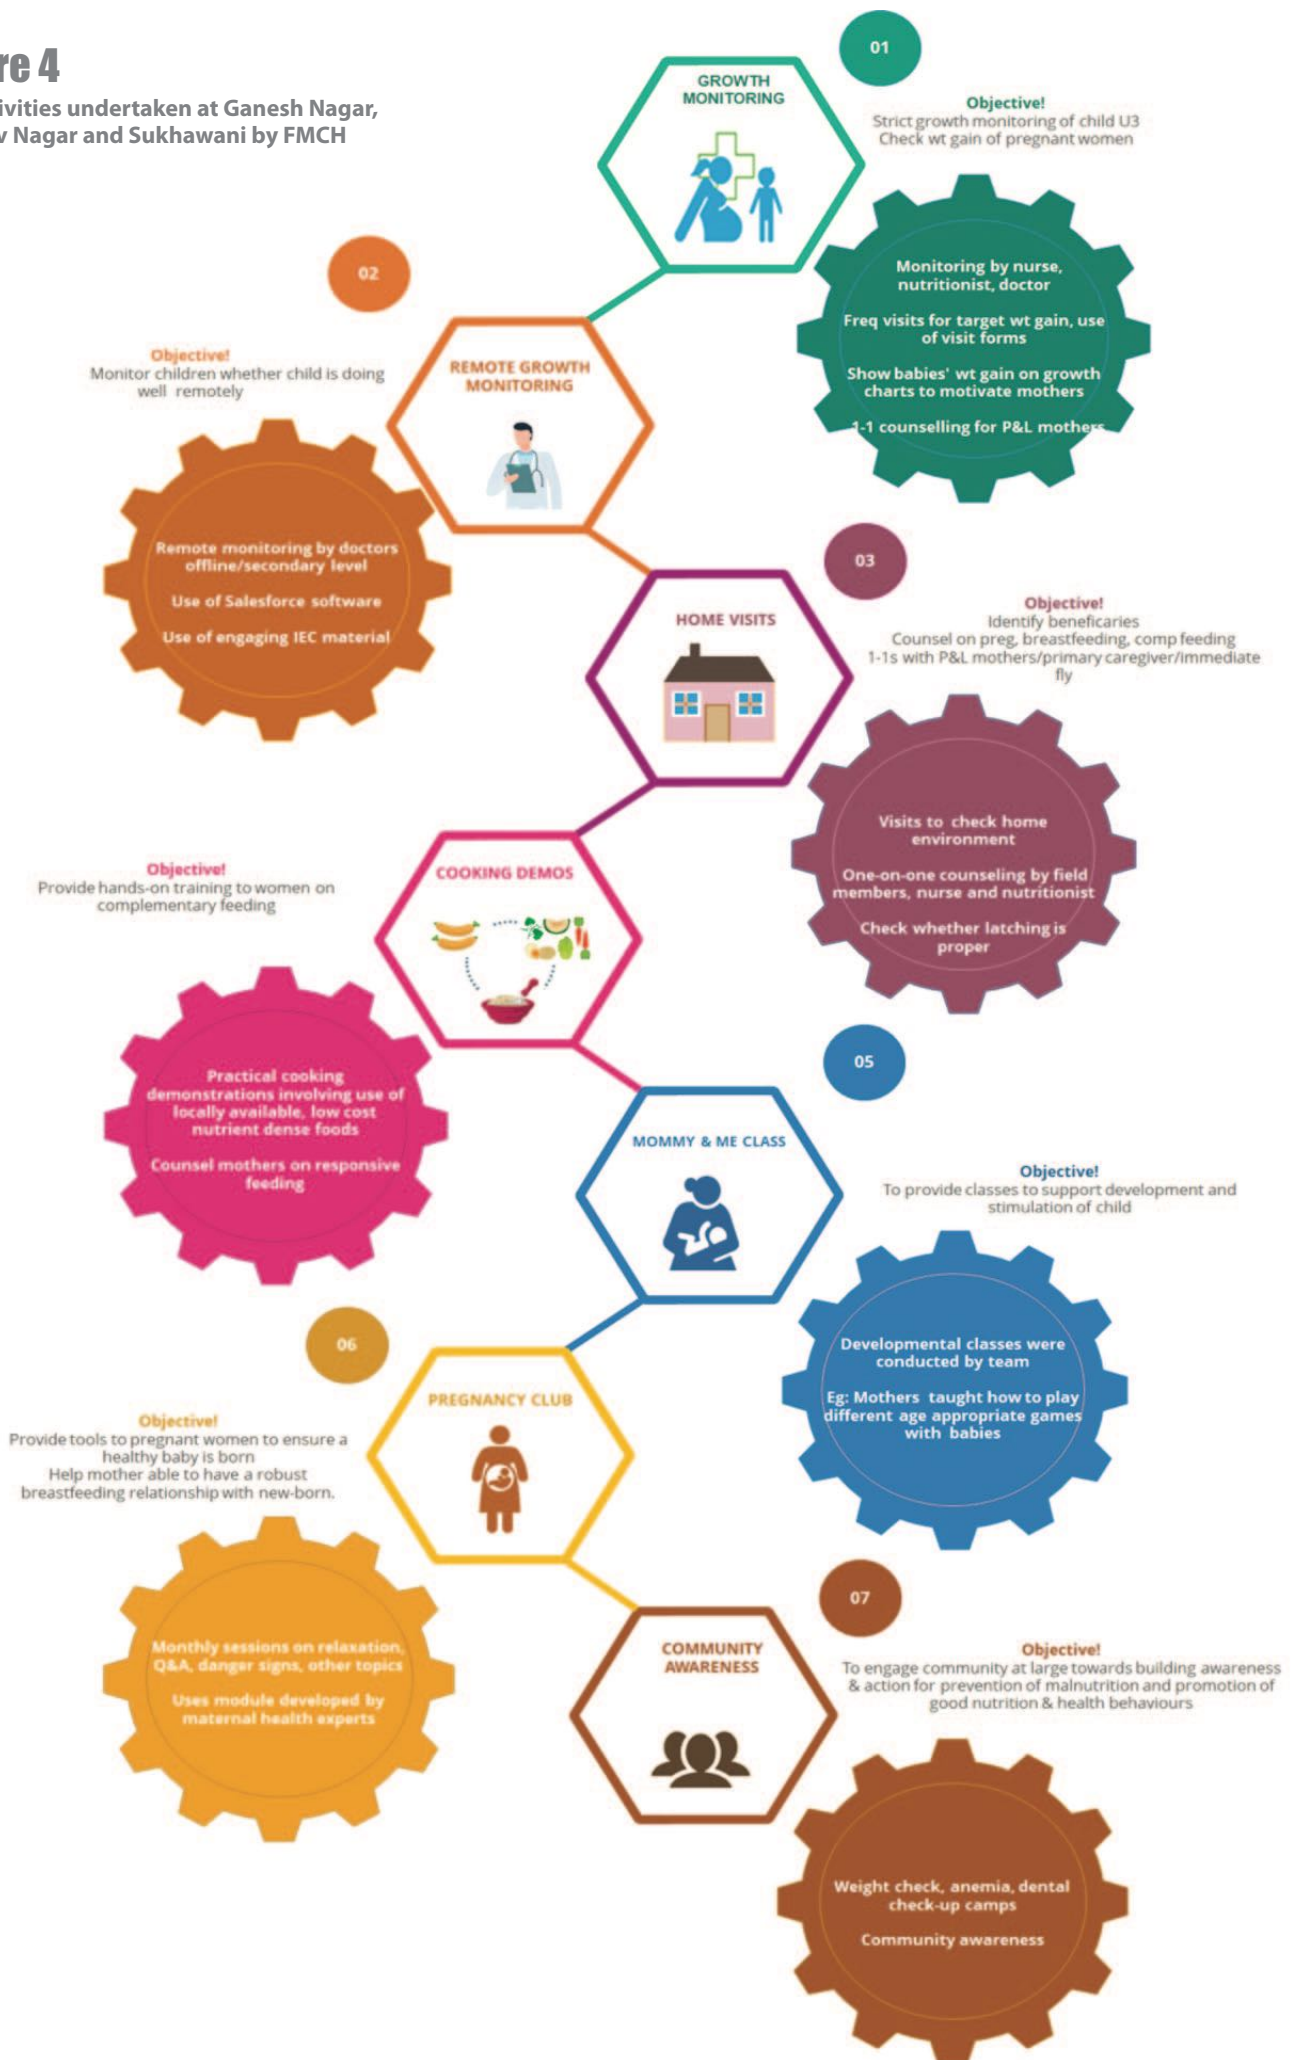 re 4
ivities undertaken at Ganesh Nagar,
v Nagar and Sukhawani by FMCH
01
GROWTH
MONITORING
Objective!
Strict growth monitoring of child U3
Check wt gain of pregnant women
Monitoring by nurse,
nutritionist, doctor
Freq visits for target wt gain, use
of visit forms
Show babies' wt gain on growth
charts to motivate mothers
1-1 counselling for P&L mothers
02
REMOTE GROWTH
MONITORING
Objective!
Monitor children whether child is doing
well remotely
Remote monitoring by doctors
offline/secondary level
Use of Salesforce software
Use of engaging IEC material
03
HOME VISITS
Objective!
Identify beneficaries
Counsel on preg, breastfeeding, comp feeding
1-1s with P&L mothers/primary caregiver/immediate
fly
Visits to check home
environment
One-on-one counseling by field
members, nurse and nutritionist
Check whether latching is
proper
COOKING DEMOS
Objective!
Provide hands-on training to women on
complementary feeding
Practical cooking
demonstrations involving use of
locally available, low cost
nutrient dense foods
Counsel mothers on responsive
feeding
05
MOMMY & ME CLASS
Objective!
To provide classes to support development and
stimulation of child
Developmental classes were
conducted by team
Eg: Mothers taught how to play
different age appropriate games
with babies
06
PREGNANCY CLUB
Objective!
Provide tools to pregnant women to ensure a
healthy baby is born
Help mother able to have a robust
breastfeeding relationship with new-born.
Monthly sessions on relaxation,
Q&A, danger signs, other topics
Uses module developed by
maternal health experts
07
COMMUNITY
AWARENESS
Objective!
To engage community at large towards building awareness
& action for prevention of malnutrition and promotion of
good nutrition & health behaviours
Weight check, anemia, dental
check-up camps
Community awareness